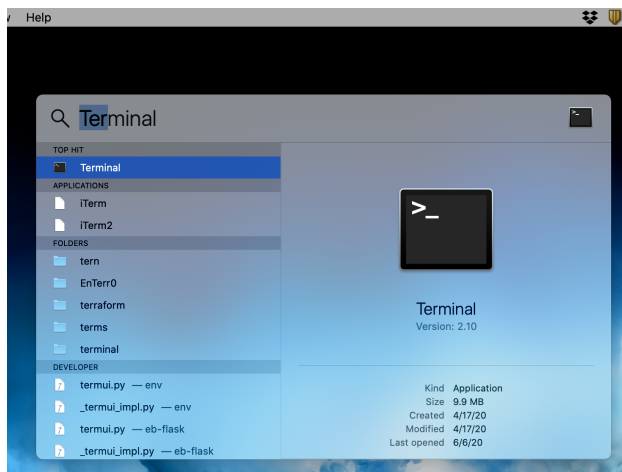 Help
Terminal
TOP HIT
Terminal
APPLICATIONS
iTerm
iTerm2
FOLDERS
tern
EnTerr0
terraform
terms
terminal
DEVELOPER
termui.py — env
_termui_impl.py — env
termui.py — eb-flask
_termui_impl.py — eb-flask
>_
Terminal
Version: 2.10
Kind Application
Size 9.9 MB
Created 4/17/20
Modified 4/17/20
Last opened 6/6/20